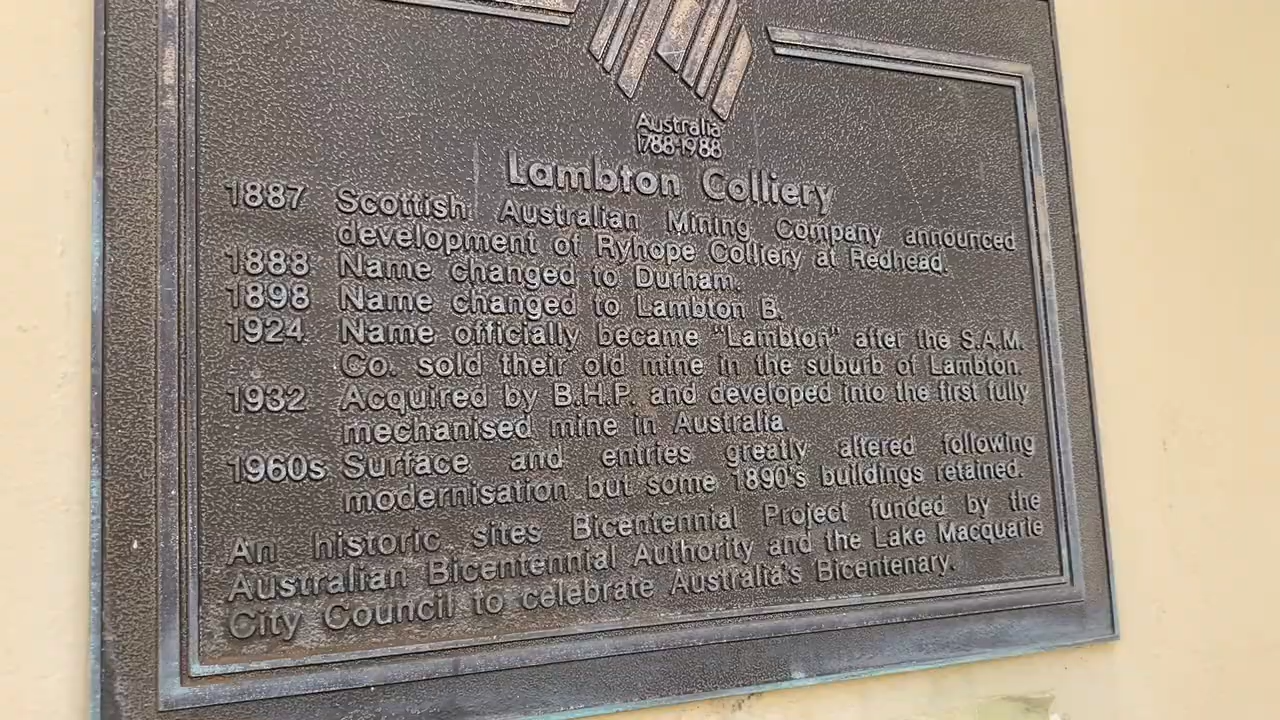 Australia
1788-1988
Lambton Colliery
1887 Scottish Australian Mining Company announced
development of Ryhope Colliery at Redhead.
1888 Name changed to Durham.
1898 Name changed to Lambton B.
1924 Name officially became "Lambton" after the S.A.M.
Co. sold their old mine in the suburb of Lambton.
1932 Acquired by B.H.P. and developed into the first fully
mechanised mine in Australia.
1960s Surface and entries greatly altered following
modernisation but some 1890's buildings retained.
An historic sites Bicentennial Project funded by the
Australian Bicentennial Authority and the Lake Macquarie
City Council to celebrate Australia's Bicentenary.